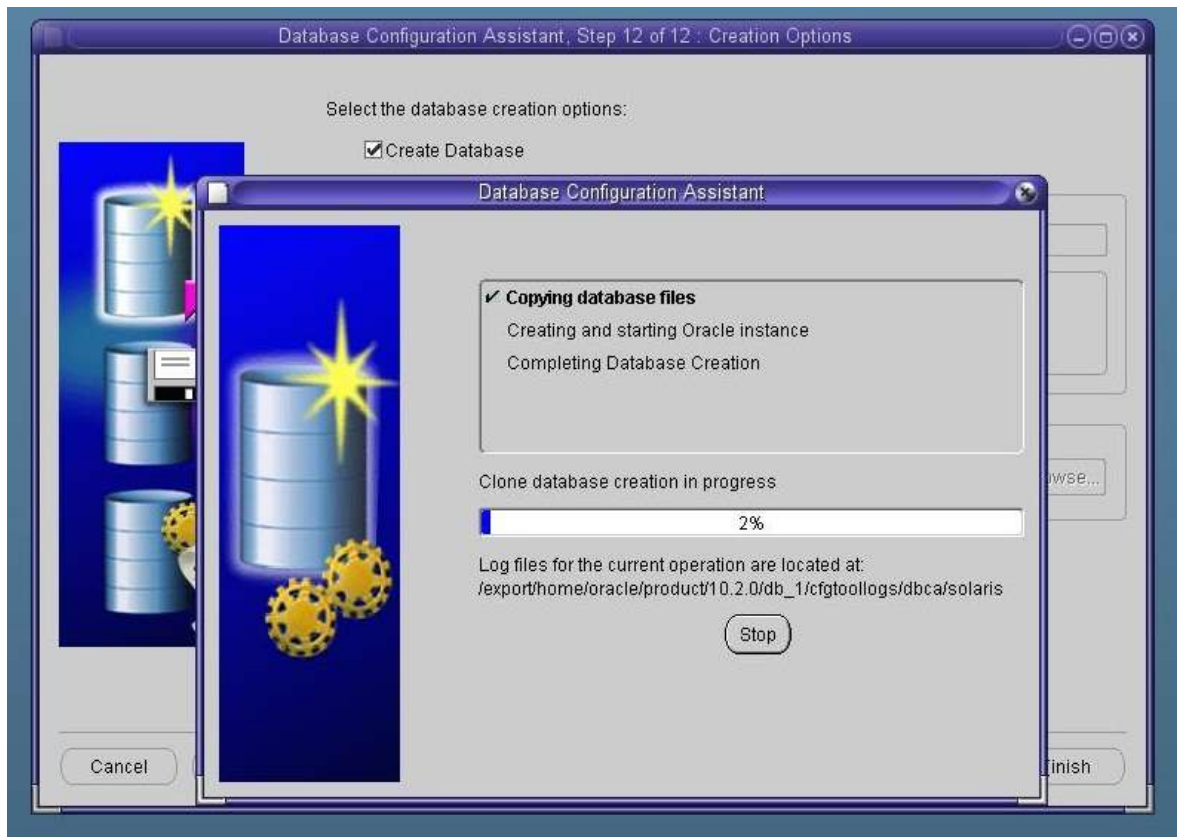 Database Configuration Assistant, Step 12 of 12 : Creation Options
Select the database creation options:
Create Database
Database Configuration Assistant
Copying database files
Creating and starting Oracle instance
Completing Database Creation
Clone database creation in progress
2%
Log files for the current operation are located at:
/export/home/oracle/product/10.2.0/db_1/cfgtoollogs/dbca/solaris
Stop
wse...
Cancel
inish